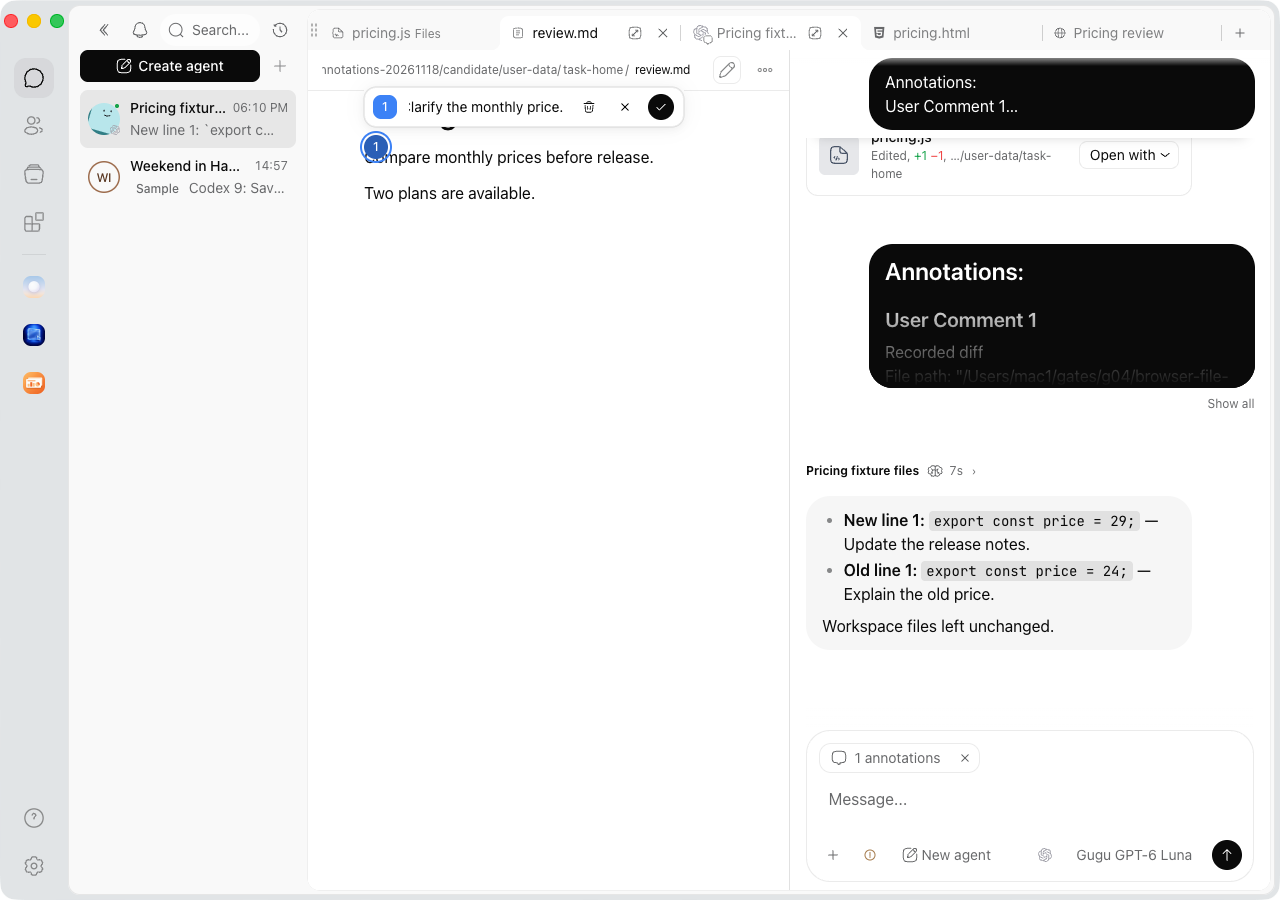 Search...
Create agent
Pricing fixtur... 06:10 PM
New line 1: `export c...
WI
Weekend in Ha... 14:57
Sample Codex 9: Sav...
pricing.js Files
review.md
Pricing fixt...
pricing.html
Pricing review
nnotations-20261118/candidate/user-data/task-home/ review.md
1 larify the monthly price.
1
Compare monthly prices before release.
Two plans are available.
Annotations:
User Comment 1...
pricing.js
Edited, +1 −1, .../user-data/task-
home
Open with
Annotations:
User Comment 1
Recorded diff
File path: "/Users/mac1/gates/g04/browser-file-
Show all
Pricing fixture files 7s ›
• New line 1: export const price = 29; —
Update the release notes.
• Old line 1: export const price = 24; —
Explain the old price.
Workspace files left unchanged.
1 annotations
Message...
New agent
Gugu GPT-6 Luna